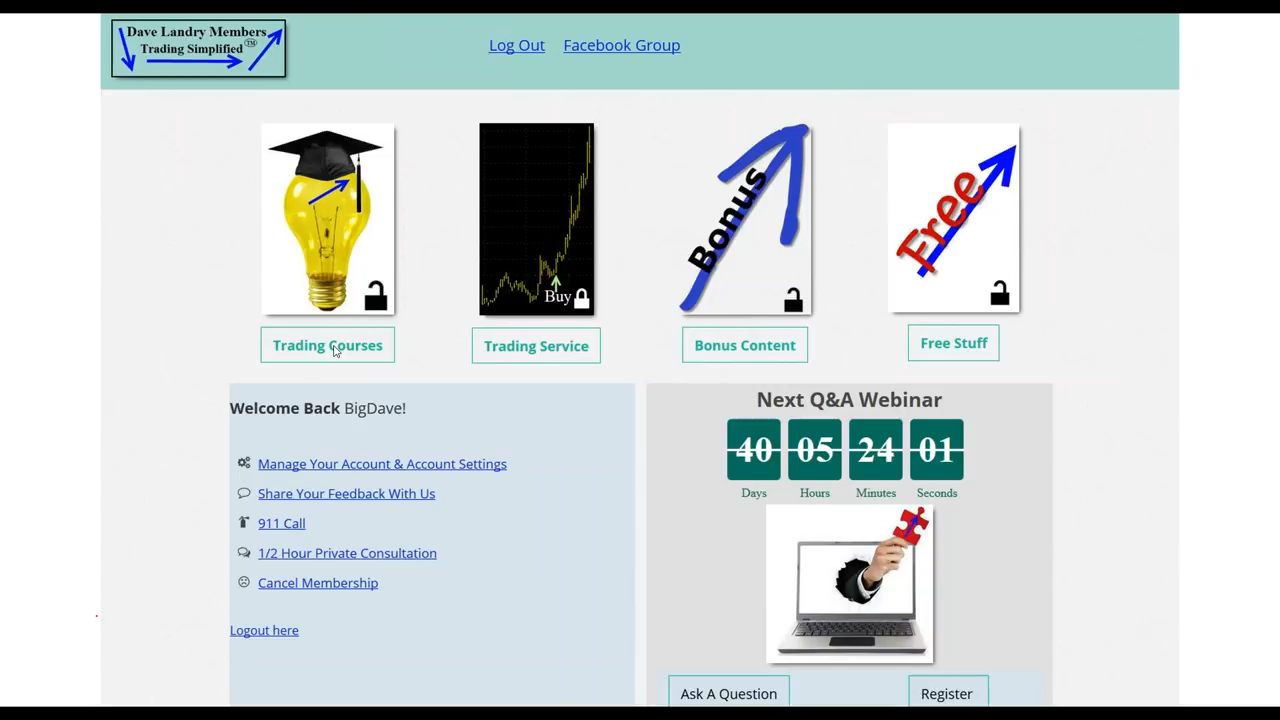 Dave Landry Members
Trading Simplified™
Log Out Facebook Group
Buy
Bonus
Free
Trading Courses
Trading Service
Bonus Content
Free Stuff
Welcome Back BigDave!
Manage Your Account & Account Settings
Share Your Feedback With Us
911 Call
1/2 Hour Private Consultation
Cancel Membership
Logout here
Next Q&A Webinar
40 05 24 01
Days Hours Minutes Seconds
Ask A Question
Register